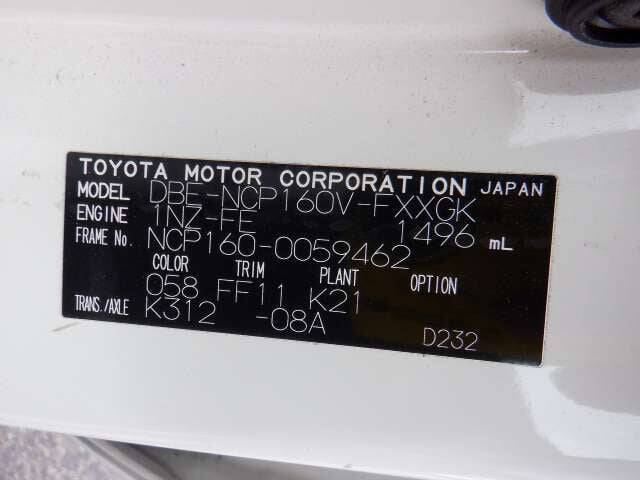 TOYOTA MOTOR CORPORATION JAPAN
MODEL DBE-NCP160V-FXXGK
ENGINE 1NZ-FE 1496 mL
FRAME No. NCP160-0059462
COLOR TRIM PLANT OPTION
058 FF11 K21
TRANS./AXLE K312 -08A
D232